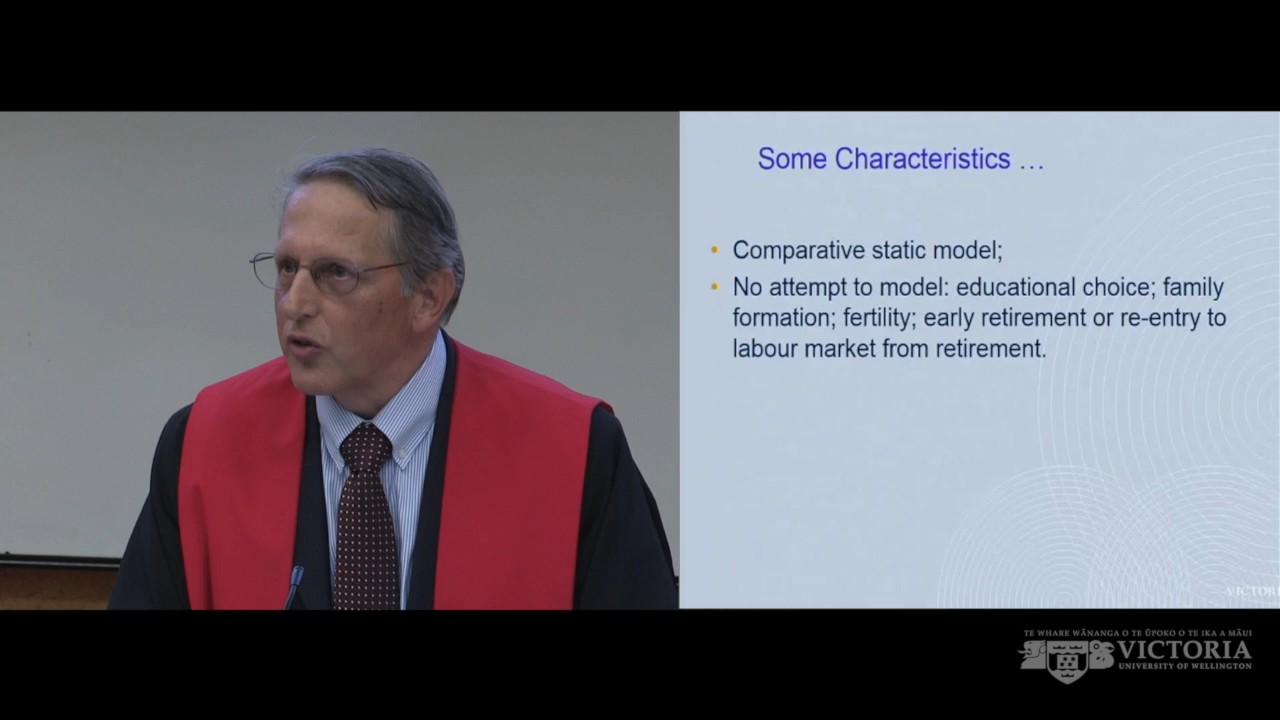 Some Characteristics …
• Comparative static model;
• No attempt to model: educational choice; family
formation; fertility; early retirement or re-entry to
labour market from retirement.
VICTORI
TE WHARE WĀNANGA O TE ŪPOKO O TE IKA A MĀUI
VICTORIA
UNIVERSITY OF WELLINGTON